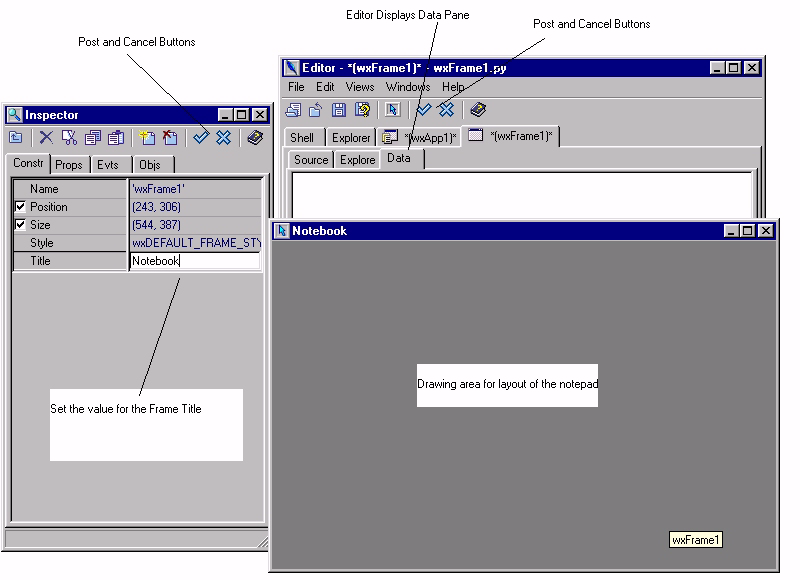 Editor Displays Data Pane
Post and Cancel Buttons
Post and Cancel Buttons
Editor - *(wxFrame1)* - wxFrame1.py
File Edit Views Windows Help
Shell Explorer *(wxApp1)* *(wxFrame1)*
Source Explore Data
Inspector
Constr Props Evts Objs
Name 'wxFrame1'
Position (243, 306)
Size (544, 387)
Style wxDEFAULT_FRAME_STY
Title Notebook
Set the value for the Frame Title
Notebook
Drawing area for layout of the notepad
wxFrame1